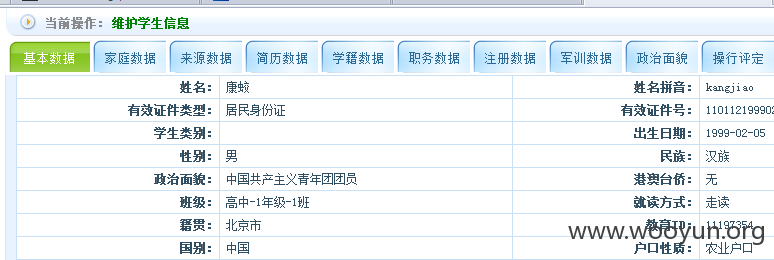 当前操作：维护学生信息
基本数据 家庭数据 来源数据 简历数据 学籍数据 职务数据 注册数据 军训数据 政治面貌 操行评定
姓名： 康蛟 姓名拼音： kangjiao
有效证件类型： 居民身份证 有效证件号： 11011219990
学生类别： 出生日期： 1999-02-05
性别： 男 民族： 汉族
政治面貌： 中国共产主义青年团团员 港澳台侨： 无
班级： 高中-1年级-1班 就读方式： 走读
籍贯： 北京市 教育ID： 11197354
国别： 中国 户口性质： 农业户口
www.wooyun.org